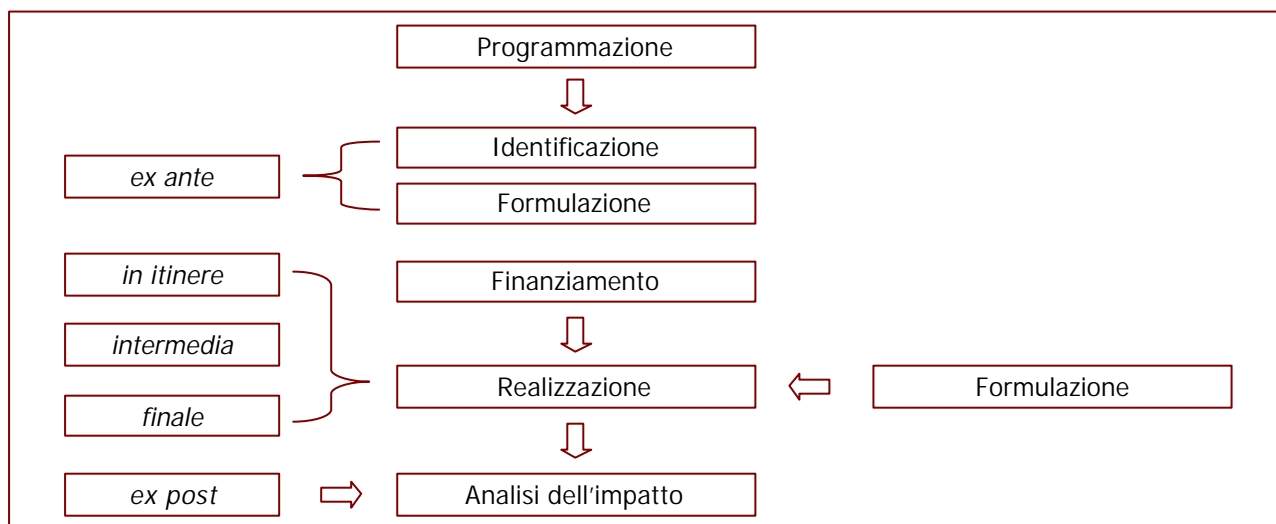 Programmazione
Identificazione
ex ante
Formulazione
in itinere
Finanziamento
intermedia
Realizzazione
Formulazione
finale
ex post
Analisi dell'impatto